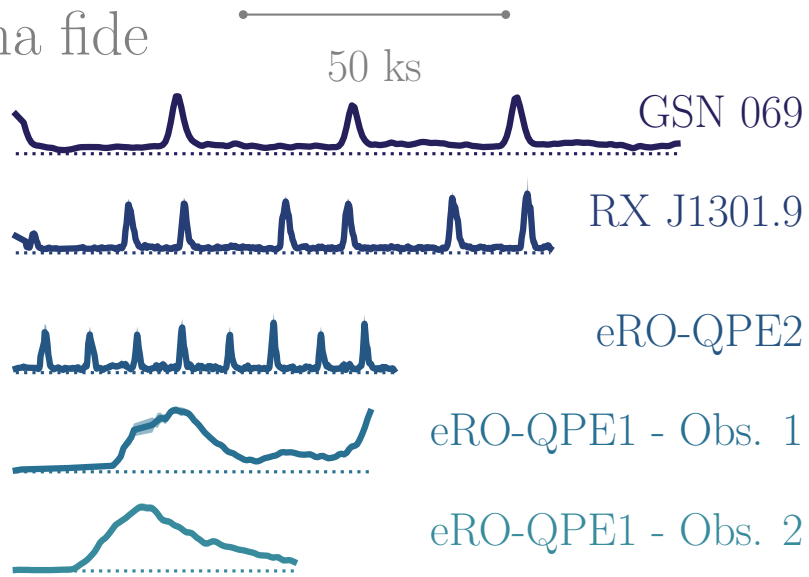 na fide
50 ks
GSN 069
RX J1301.9
eRO-QPE2
eRO-QPE1 - Obs. 1
eRO-QPE1 - Obs. 2